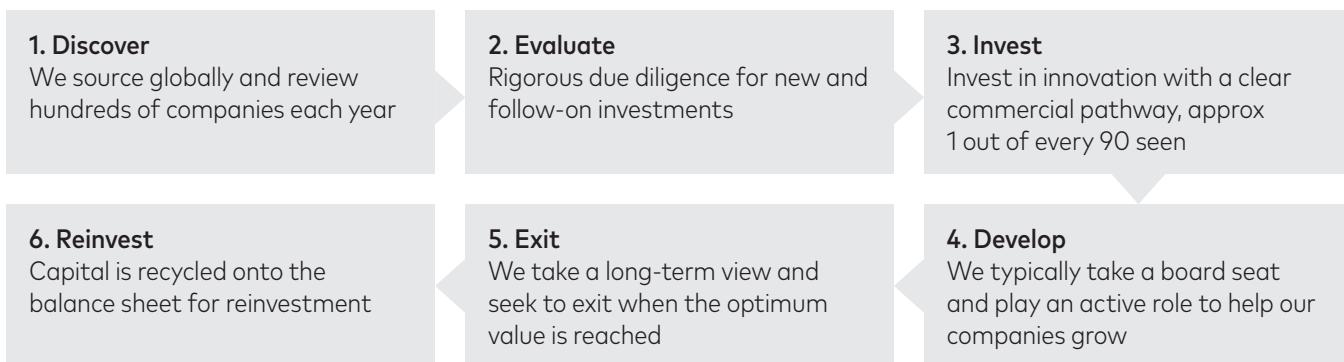 1. Discover
We source globally and review
hundreds of companies each year
2. Evaluate
Rigorous due diligence for new and
follow-on investments
3. Invest
Invest in innovation with a clear
commercial pathway, approx
1 out of every 90 seen
4. Develop
We typically take a board seat
and play an active role to help our
companies grow
5. Exit
We take a long-term view and
seek to exit when the optimum
value is reached
6. Reinvest
Capital is recycled onto the
balance sheet for reinvestment